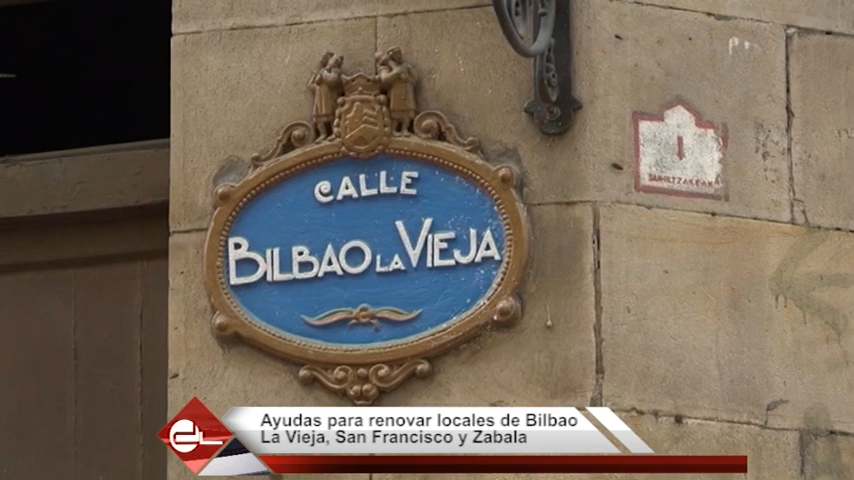 CALLE
BILBAO LA VIEJA
Ayudas para renovar locales de Bilbao
La Vieja, San Francisco y Zabala